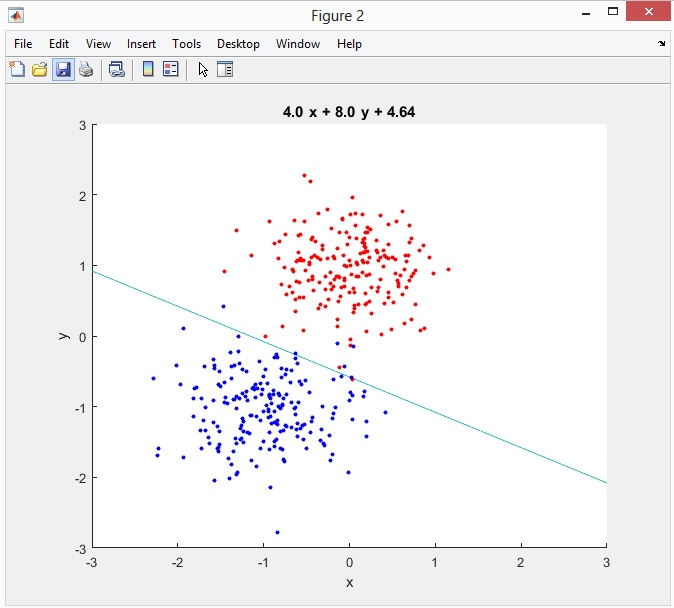 Figure 2
File Edit View Insert Tools Desktop Window Help
4.0 x + 8.0 y + 4.64
3
2
1
0
-1
-2
-3
y
-3 -2 -1 0 1 2 3
x